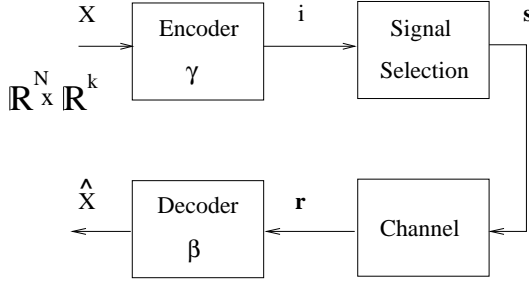 X
Encoder
γ
i
Signal
Selection
s
ℝ^N x ℝ^k
X̂
Decoder
β
r
Channel